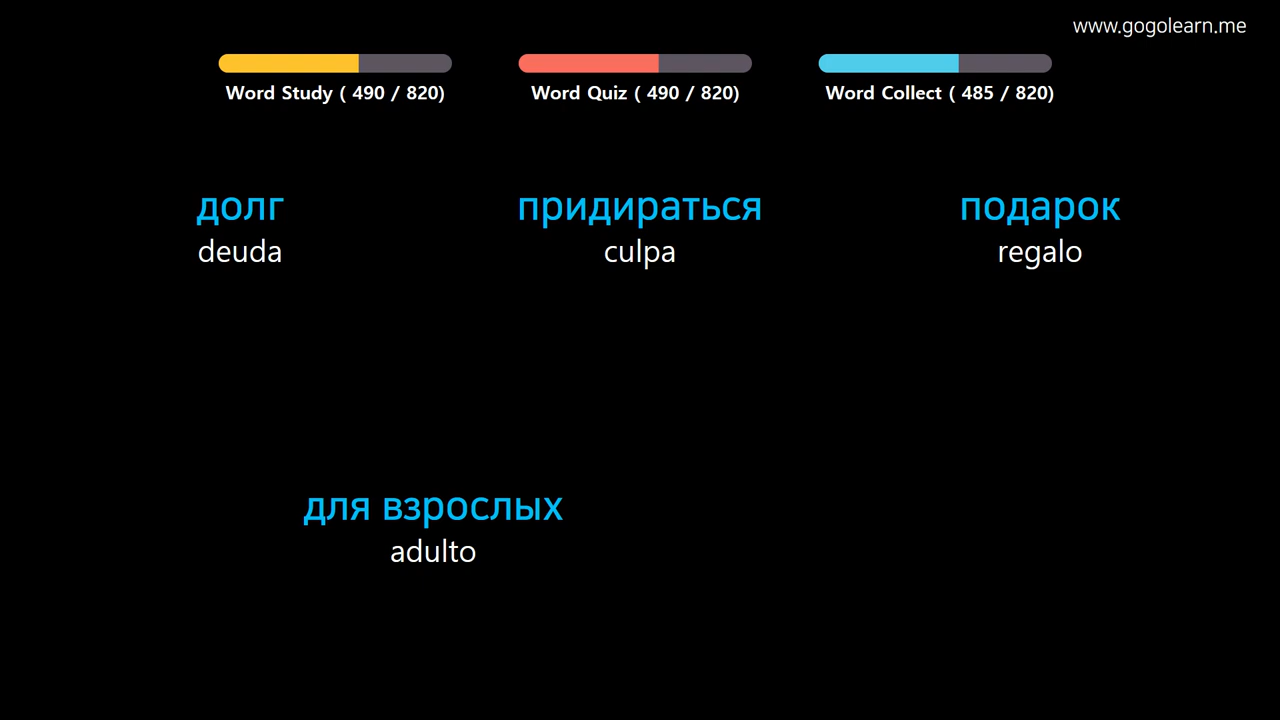 www.gogolearn.me
Word Study ( 490 / 820)
Word Quiz ( 490 / 820)
Word Collect ( 485 / 820)
долг
deuda
придираться
culpa
подарок
regalo
для взрослых
adulto